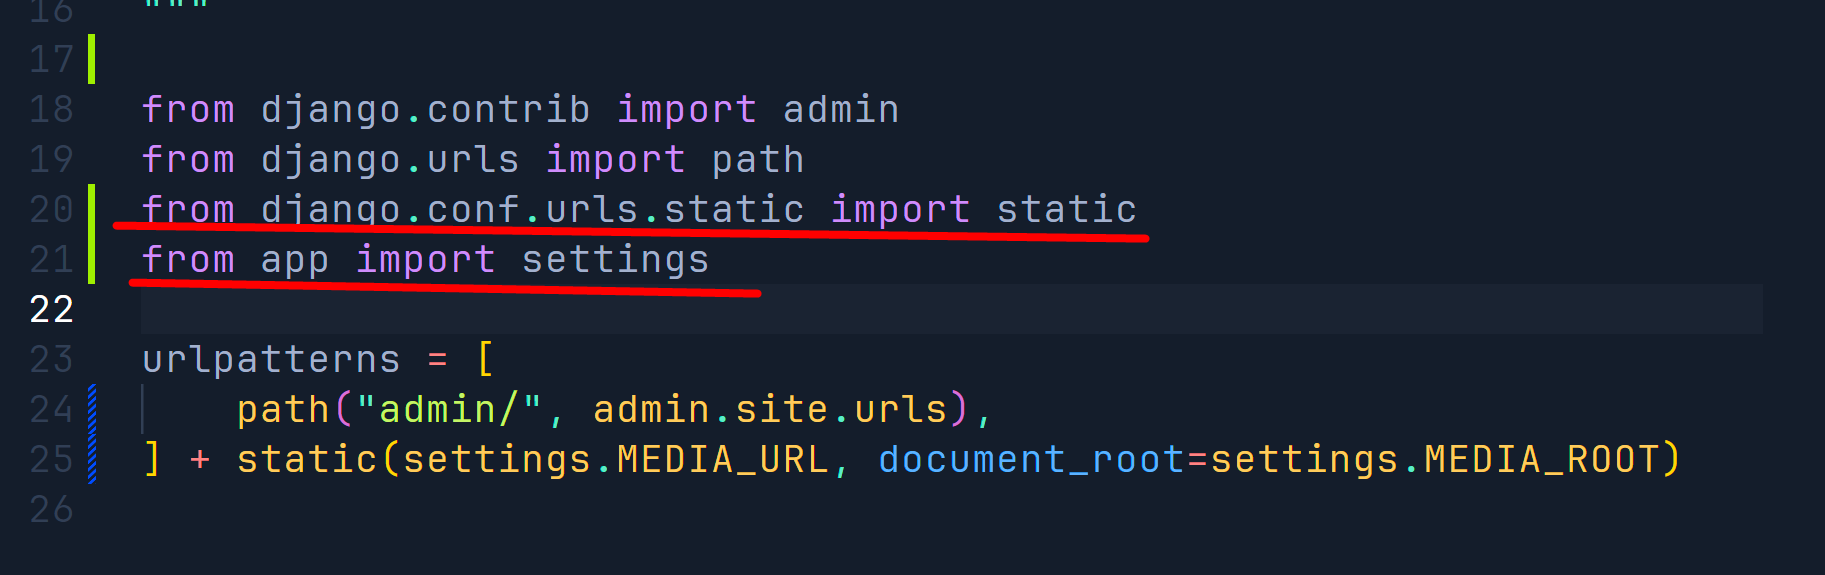 16 """
17
18 from django.contrib import admin
19 from django.urls import path
20 from django.conf.urls.static import static
21 from app import settings
22
23 urlpatterns = [
24     path("admin/", admin.site.urls),
25 ] + static(settings.MEDIA_URL, document_root=settings.MEDIA_ROOT)
26